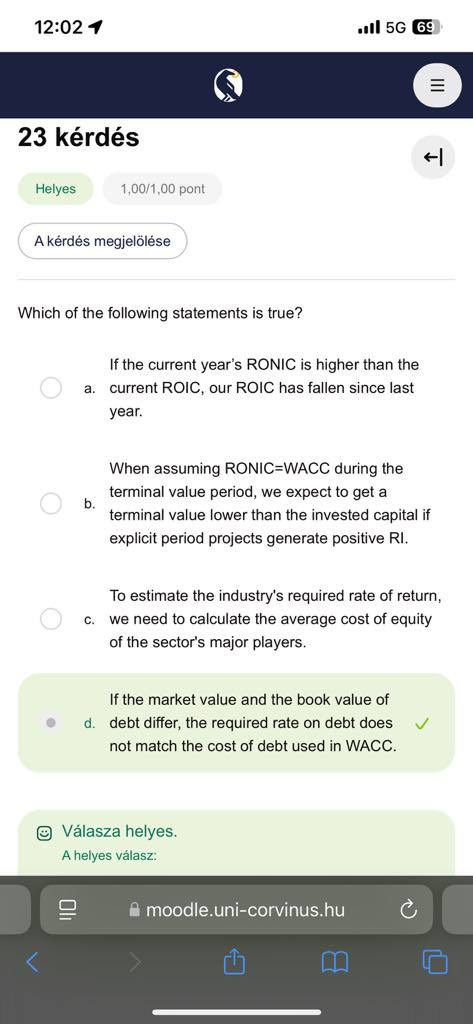 12:02
5G 69
23 kérdés
Helyes
1,00/1,00 pont
A kérdés megjelölése
Which of the following statements is true?
If the current year’s RONIC is higher than the
a. current ROIC, our ROIC has fallen since last
year.
When assuming RONIC=WACC during the
terminal value period, we expect to get a
b.
terminal value lower than the invested capital if
explicit period projects generate positive RI.
To estimate the industry's required rate of return,
c. we need to calculate the average cost of equity
of the sector's major players.
If the market value and the book value of
d. debt differ, the required rate on debt does
not match the cost of debt used in WACC.
Válasza helyes.
A helyes válasz:
moodle.uni-corvinus.hu